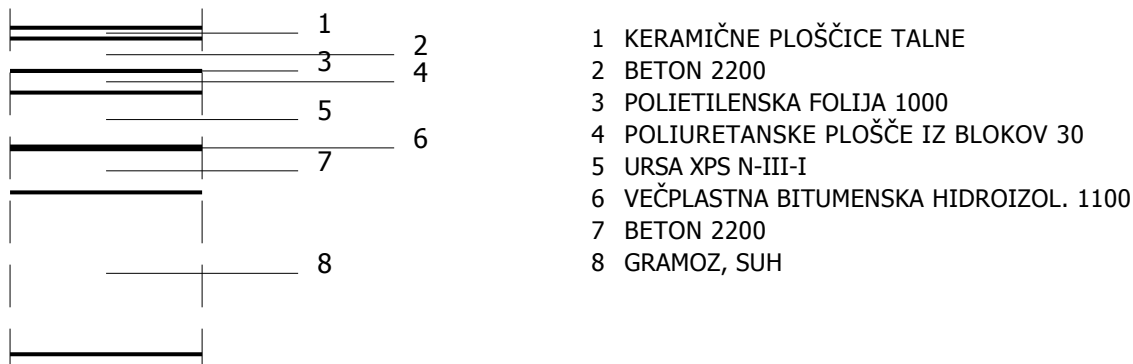 1
2
3
4
5
6
7
8
1 KERAMIČNE PLOŠČICE TALNE
2 BETON 2200
3 POLIETILENSKA FOLIJA 1000
4 POLIURETANSKE PLOŠČE IZ BLOKOV 30
5 URSA XPS N-III-I
6 VEČPLASTNA BITUMENSKA HIDROIZOL. 1100
7 BETON 2200
8 GRAMOZ, SUH